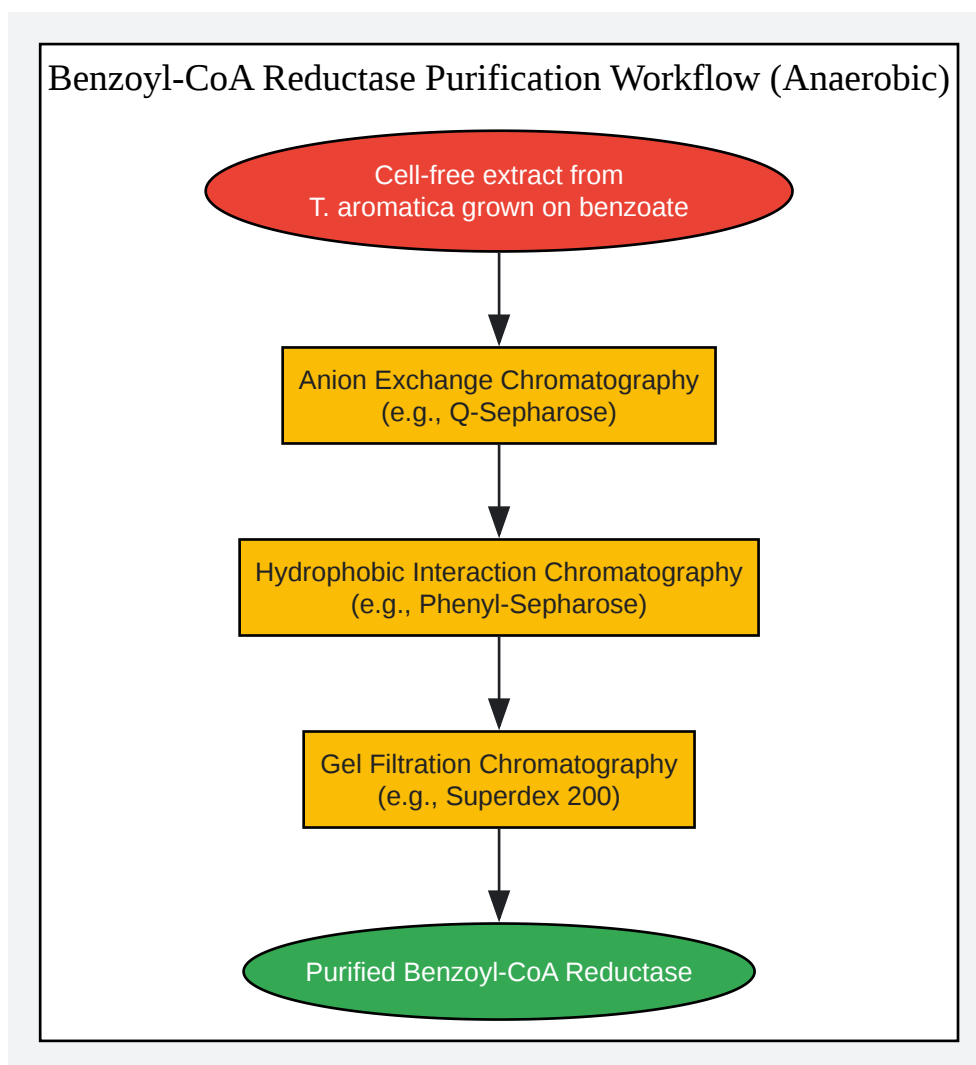 Benzoyl-CoA Reductase Purification Workflow (Anaerobic)
Cell-free extract from
T. aromatica grown on benzoate
Anion Exchange Chromatography
(e.g., Q-Sepharose)
Hydrophobic Interaction Chromatography
(e.g., Phenyl-Sepharose)
Gel Filtration Chromatography
(e.g., Superdex 200)
Purified Benzoyl-CoA Reductase